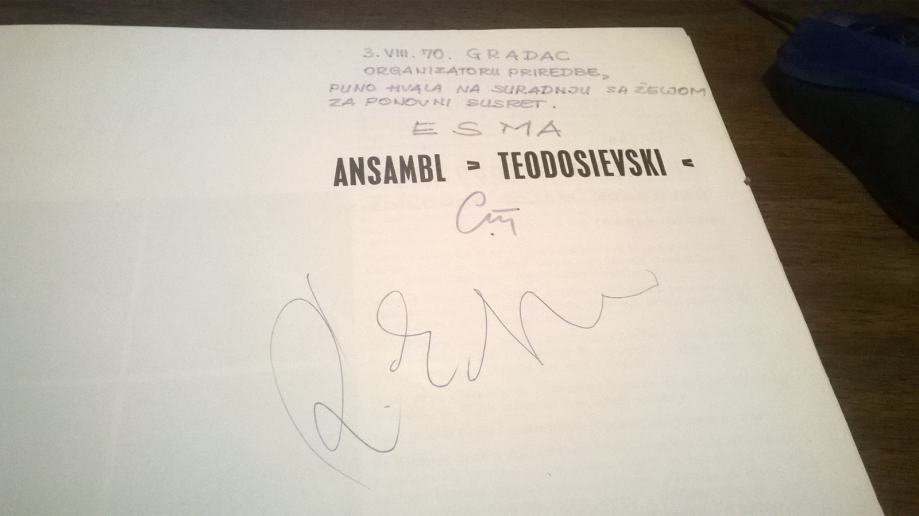 3. VIII. 70. GRADAC
ORGANIZATORU PRIREDBE,
PUNO HVALA NA SURADNJU SA ŽELJOM
ZA PONOVNI SUSRET.
ESMA
ANSAMBL > TEODOSIEVSKI <